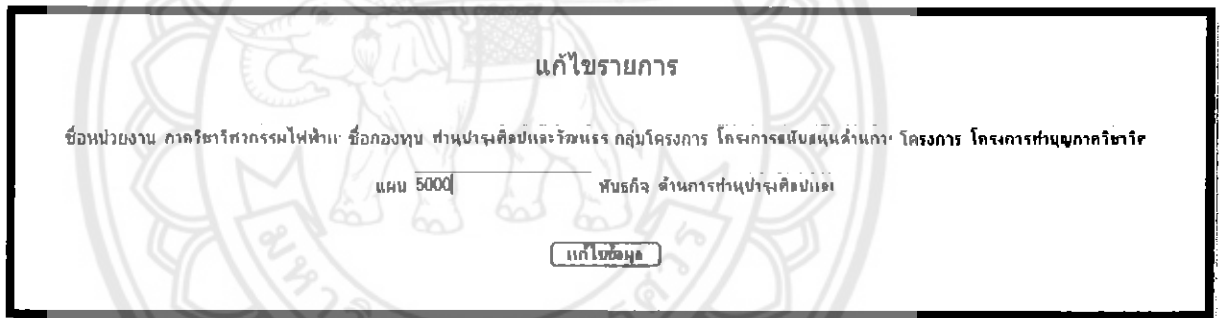 แก้ไขรายการ
ชื่อหน่วยงาน ภาควิชาวิศวกรรมไฟฟ้าแ ชื่อกองทุน ทำนุบำรุงศิลปและวัฒนธร กลุ่มโครงการ โครงการสนับสนุนด้านกา โครงการ โครงการทำบุญภาควิชาวิศ
แผน 5000 พันธกิจ ด้านการทำนุบำรุงศิลปและ
แก้ไขข้อมูล